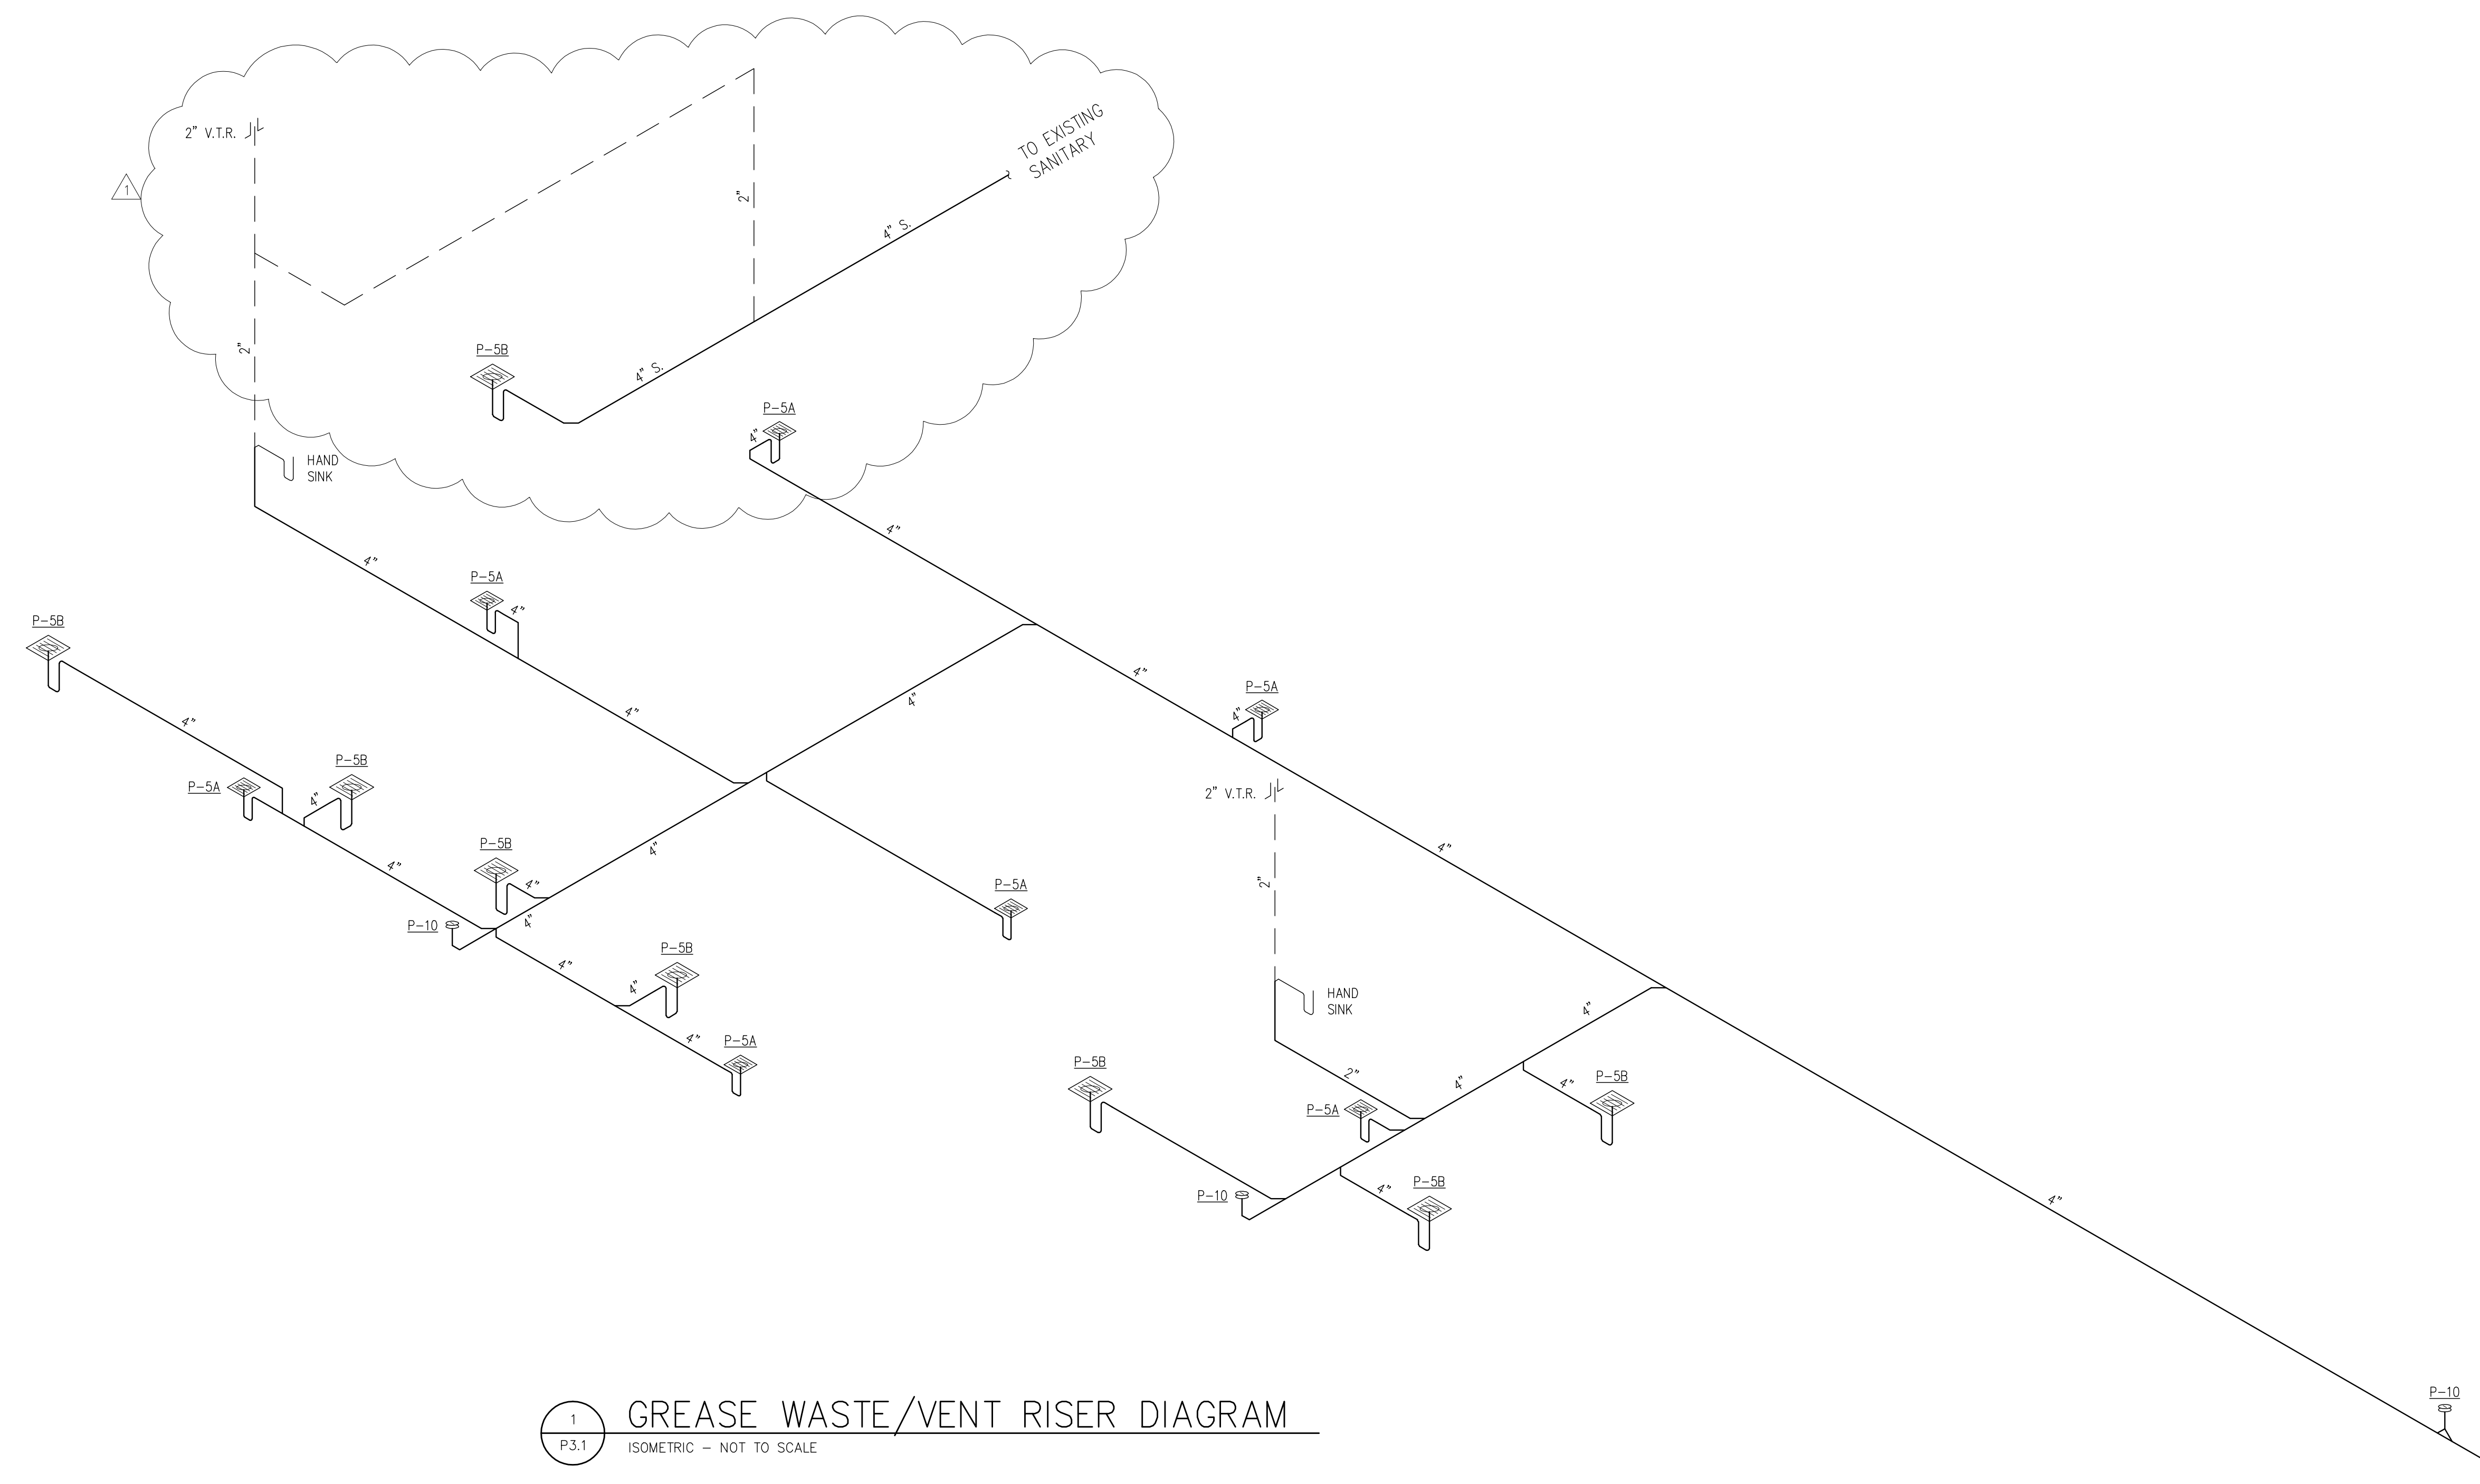 2" V.T.R.
TO EXISTING
SANITARY
1
2"
4" S.
2"
P-5B
4" S.
P-5A
4"
HAND
SINK
4"
4"
P-5A
4"
P-5B
4"
4"
4"
P-5A
4"
4"
P-5B
P-5A
4"
2" V.T.R.
P-5B
4"
4"
4"
P-5A
2"
4"
P-10
4"
P-5B
4"
4"
HAND
SINK
4"
4"
P-5A
P-5B
2"
4"
4"
P-5B
P-5A
P-10
4"
P-5B
4"
P-10
1
P3.1
GREASE WASTE/VENT RISER DIAGRAM
ISOMETRIC - NOT TO SCALE